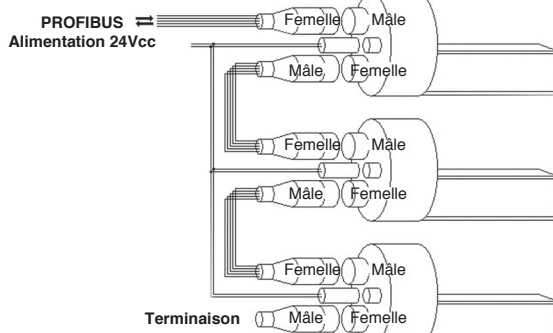 PROFIBUS
Femelle Mâle
Alimentation 24Vcc
Mâle Femelle
Femelle Mâle
Mâle Femelle
Femelle Mâle
Terminaison Mâle Femelle